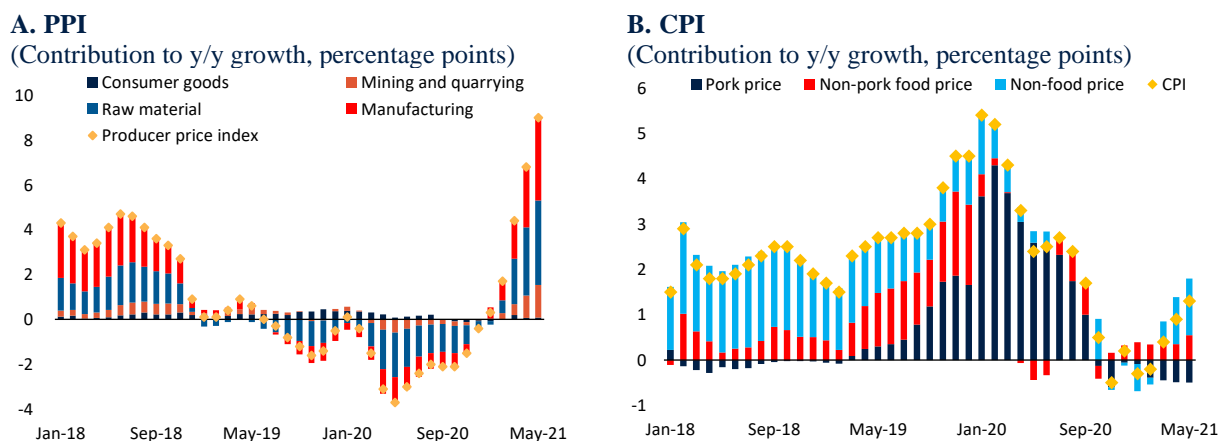 A. PPI
(Contribution to y/y growth, percentage points)
Consumer goods
Mining and quarrying
Raw material
Manufacturing
Producer price index
10
8
6
4
2
0
-2
-4
Jan-18
Sep-18
May-19
Jan-20
Sep-20
May-21
B. CPI
(Contribution to y/y growth, percentage points)
Pork price
Non-pork food price
Non-food price
CPI
6
5
4
3
2
1
0
-1
Jan-18
Sep-18
May-19
Jan-20
Sep-20
May-21